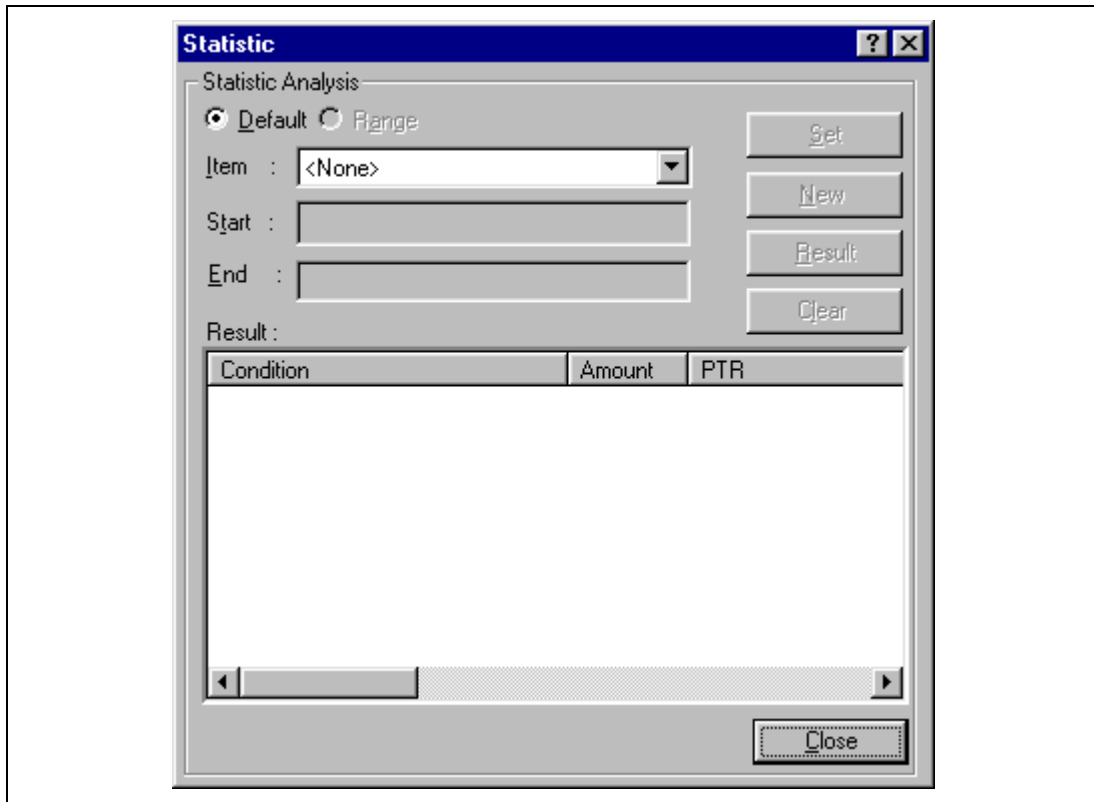 Statistic
Statistic Analysis
Default Range
Set
Item : <None>
New
Start :
Result
End :
Clear
Result :
Condition Amount PTR
Close